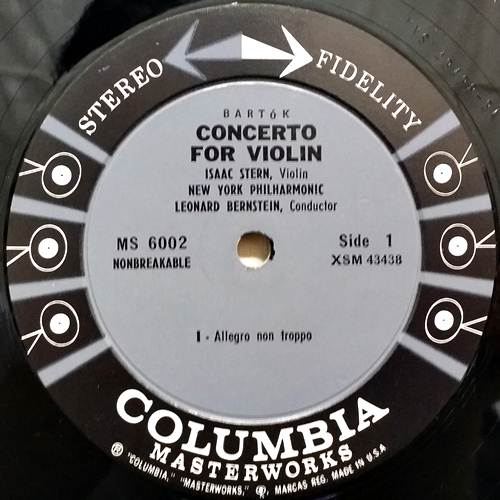 STEREO FIDELITY
BARTóK
CONCERTO
FOR VIOLIN
ISAAC STERN, Violin
NEW YORK PHILHARMONIC
LEONARD BERNSTEIN, Conductor
MS 6002
NONBREAKABLE
Side 1
XSM 43438
1 - Allegro non troppo
COLUMBIA
MASTERWORKS
® "COLUMBIA," "MASTERWORKS," MARCAS REG. MADE IN U.S.A